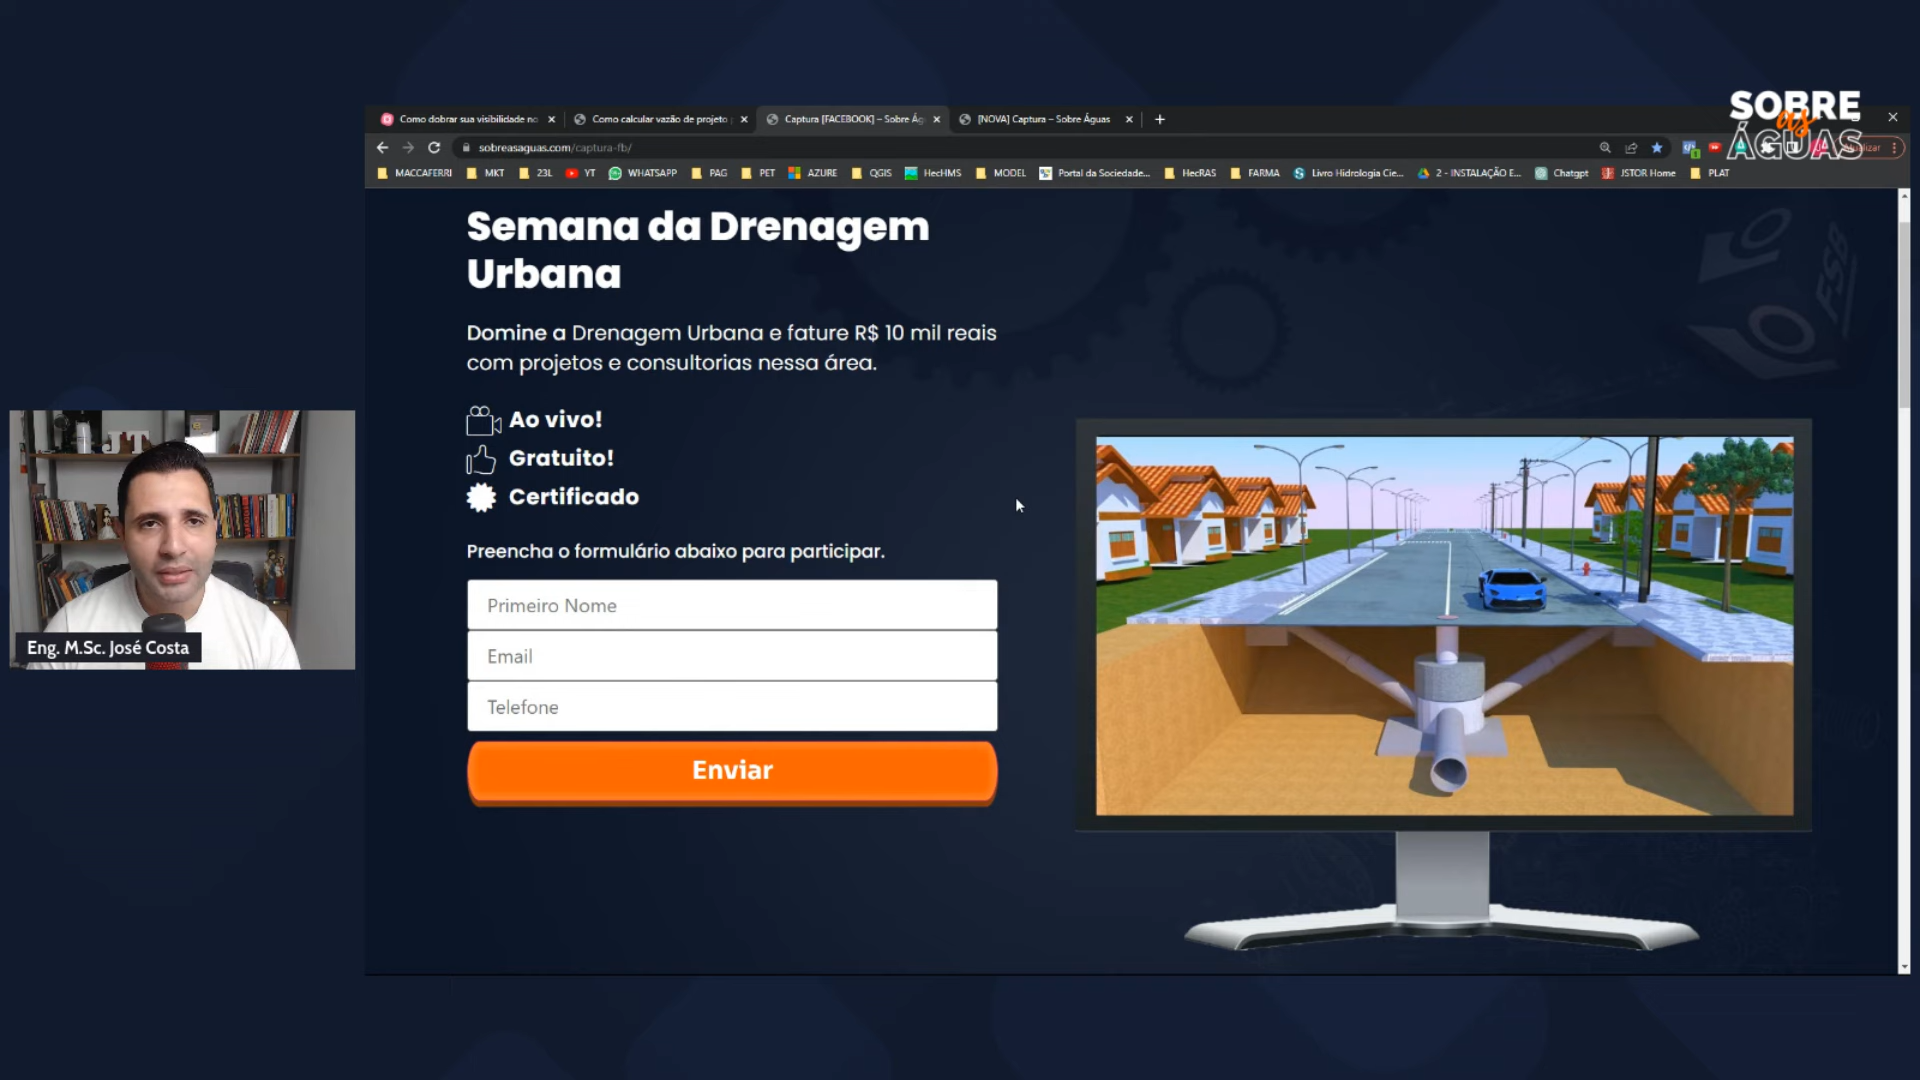 SOBRE
as
ÁGUAS
Como dobrar sua visibilidade no
Como calcular vazão de projeto
Captura [FACEBOOK] – Sobre Ág
[NOVA] Captura – Sobre Águas
sobreasaguas.com/captura-fb/
MACCAFERRI MKT 23L YT WHATSAPP PAG PET AZURE QGIS HecHMS MODEL Portal da Sociedade... HecRAS FARMA Livro Hidrologia Cie... 2 - INSTALAÇÃO E... Chatgpt JSTOR Home PLAT
Semana da Drenagem
Urbana
Domine a Drenagem Urbana e fature R$ 10 mil reais
com projetos e consultorias nessa área.
Ao vivo!
Gratuito!
Certificado
Preencha o formulário abaixo para participar.
Primeiro Nome
Email
Telefone
Enviar
JT
Eng. M.Sc. José Costa
FSB